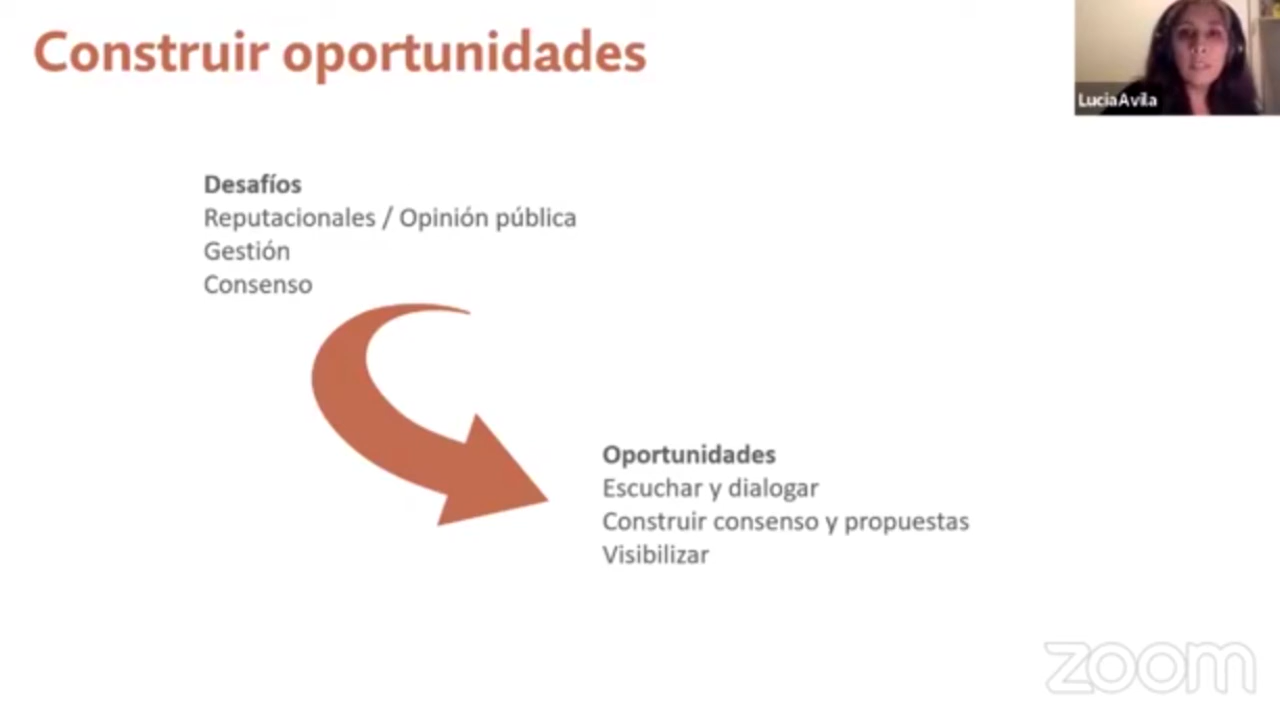 Construir oportunidades
LuciaAvila
Desafíos
Reputacionales / Opinión pública
Gestión
Consenso
Oportunidades
Escuchar y dialogar
Construir consenso y propuestas
Visibilizar
zoom